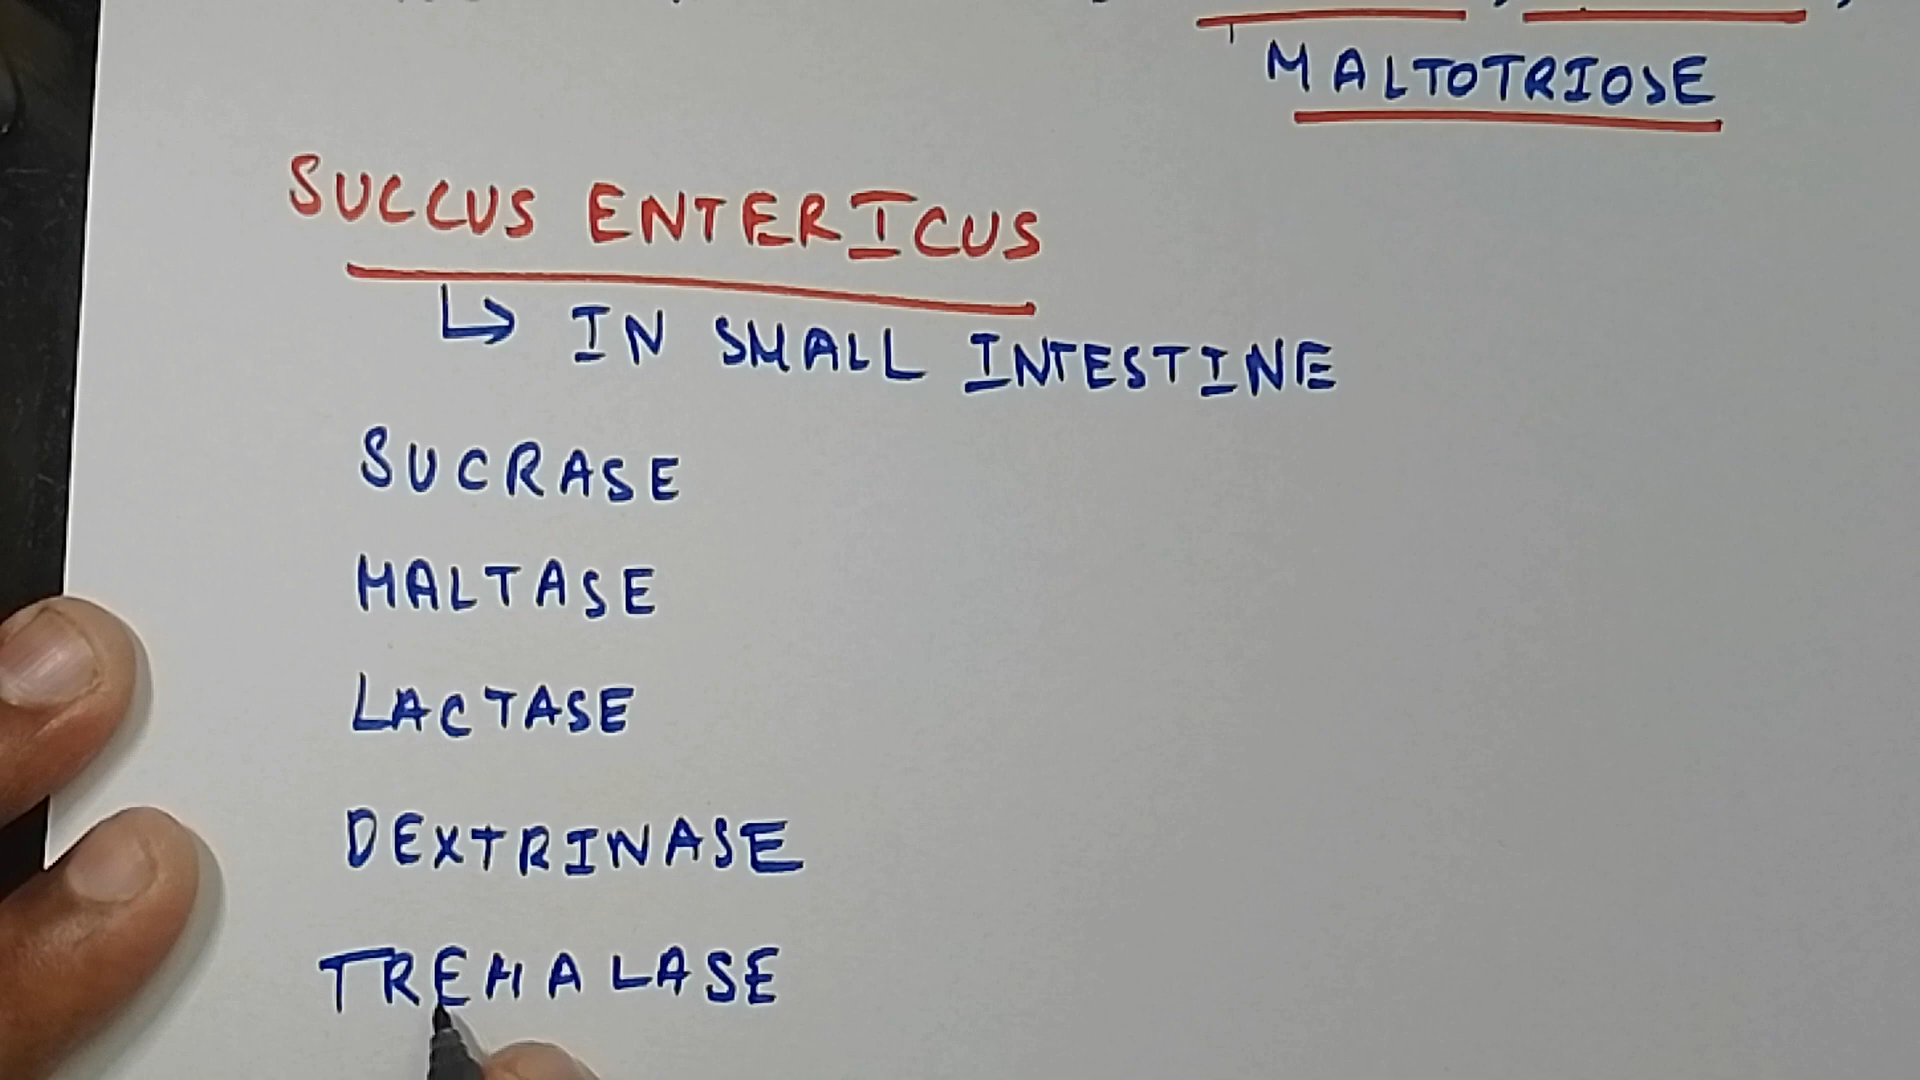 MALTOTRIOSE
SUCCUS ENTERICUS
↳ IN SMALL INTESTINE
SUCRASE
MALTASE
LACTASE
DEXTRINASE
TREHALASE